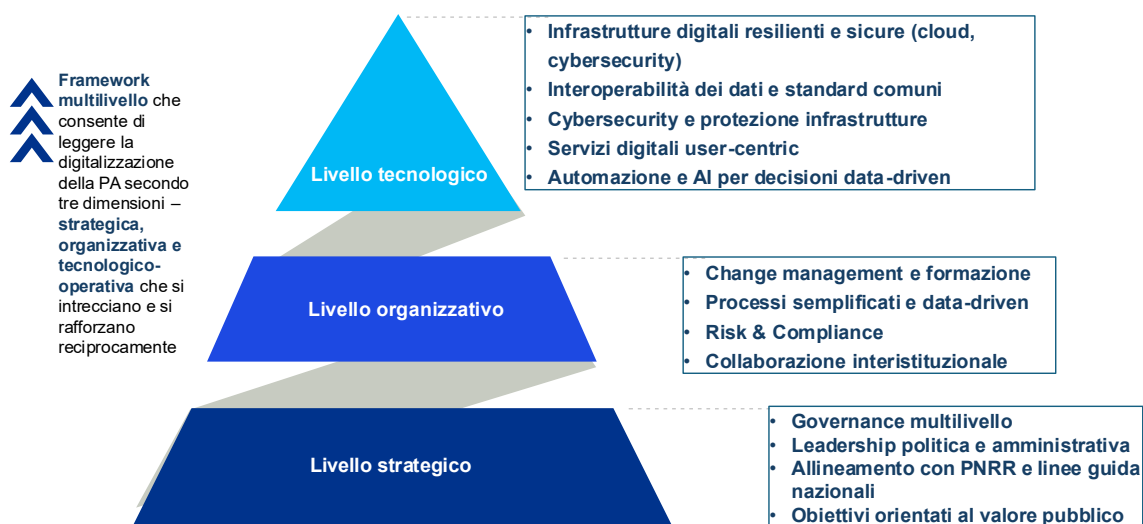 Framework
multilivello che
consente di
leggere la
digitalizzazione
della PA secondo
tre dimensioni –
strategica,
organizzativa e
tecnologico-
operativa che si
intrecciano e si
rafforzano
reciprocamente
Livello tecnologico
• Infrastrutture digitali resilienti e sicure (cloud,
cybersecurity)
• Interoperabilità dei dati e standard comuni
• Cybersecurity e protezione infrastrutture
• Servizi digitali user-centric
• Automazione e AI per decisioni data-driven
Livello organizzativo
• Change management e formazione
• Processi semplificati e data-driven
• Risk & Compliance
• Collaborazione interistituzionale
Livello strategico
• Governance multilivello
• Leadership politica e amministrativa
• Allineamento con PNRR e linee guida
nazionali
• Obiettivi orientati al valore pubblico